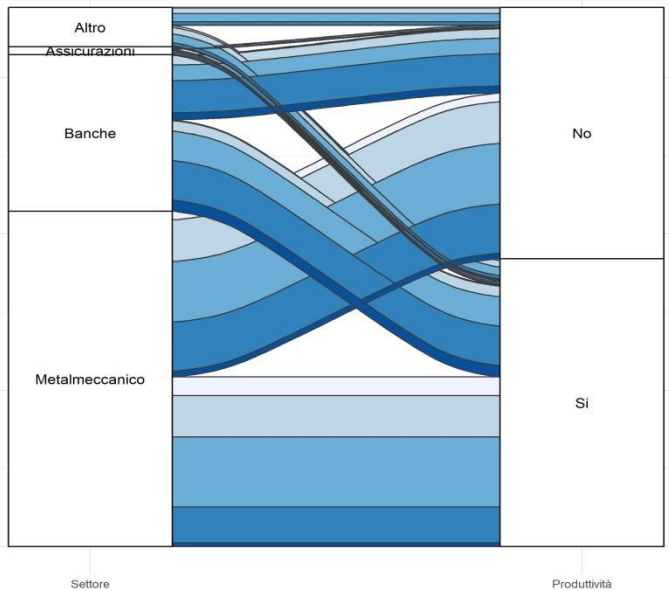 Altro
Assicurazioni
Banche
No
Metalmeccanico
Si
Settore
Produttività